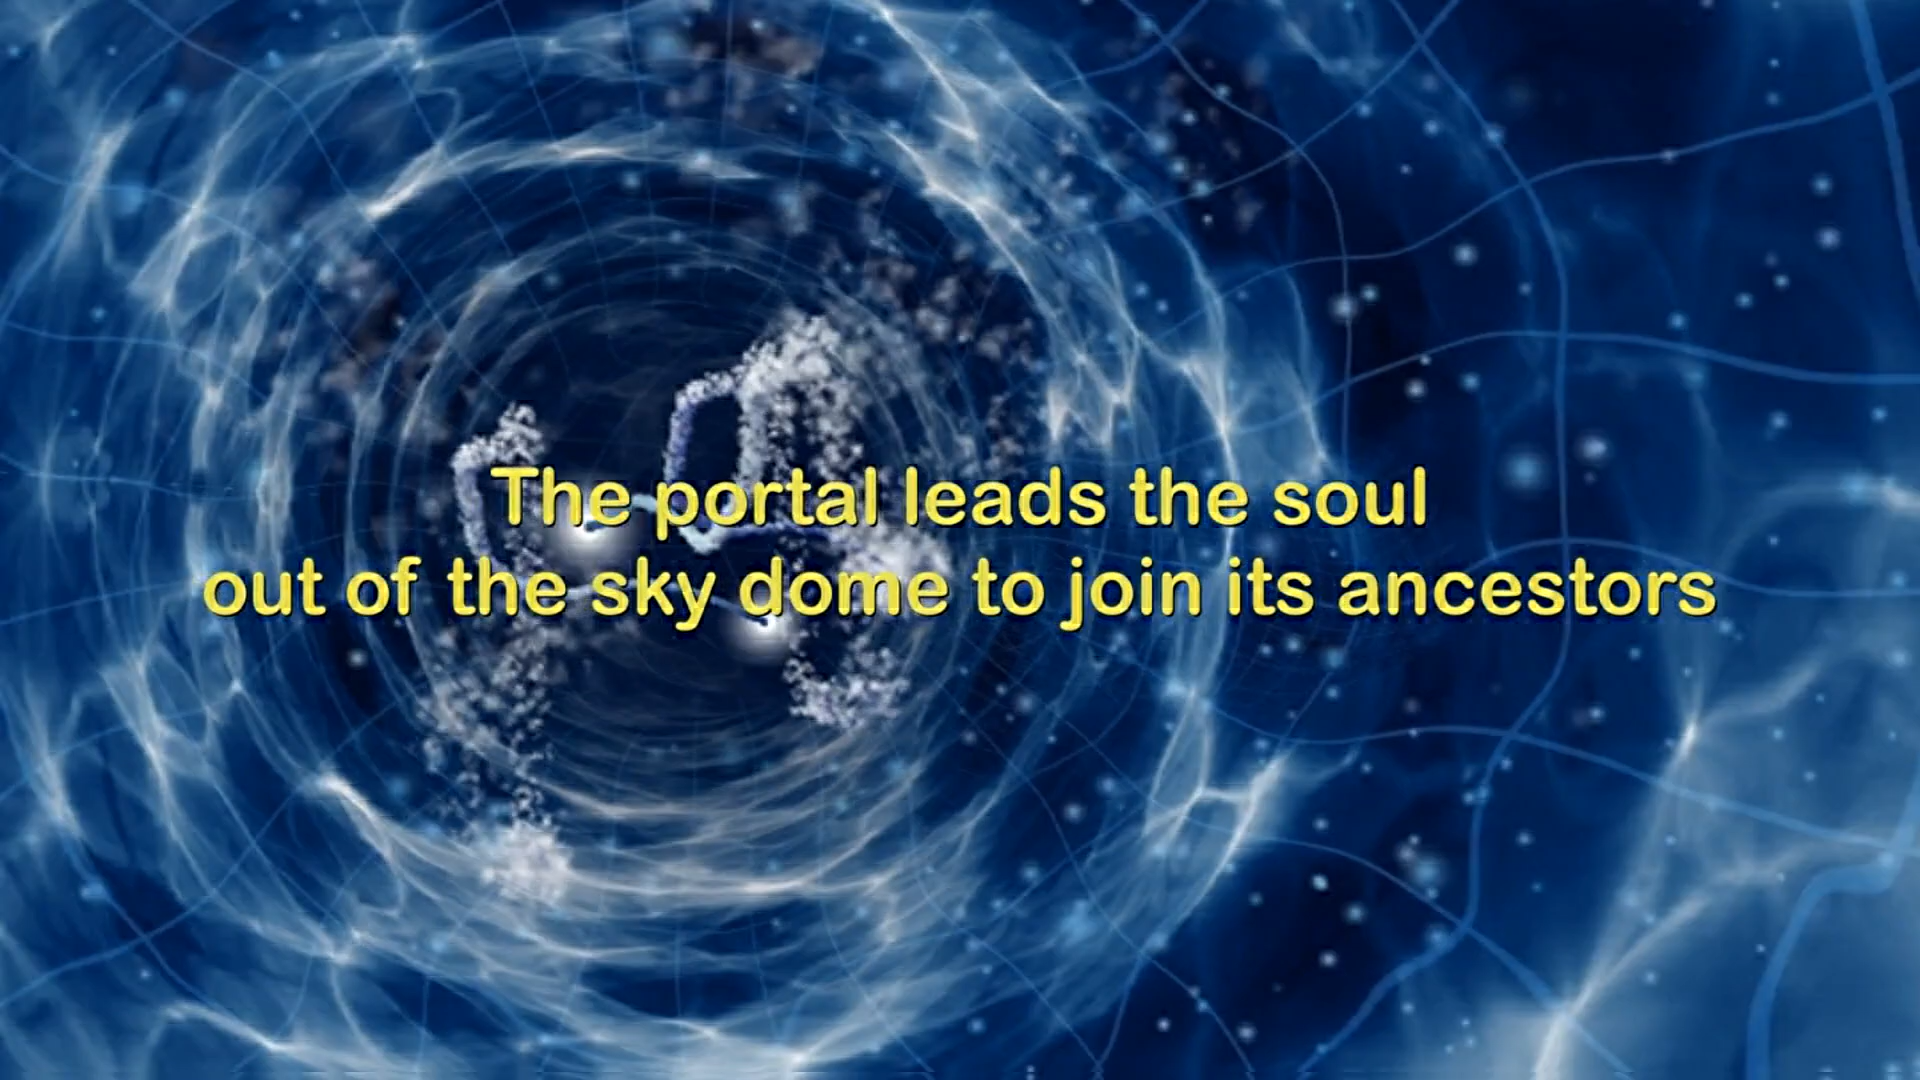 The portal leads the soul
out of the sky dome to join its ancestors